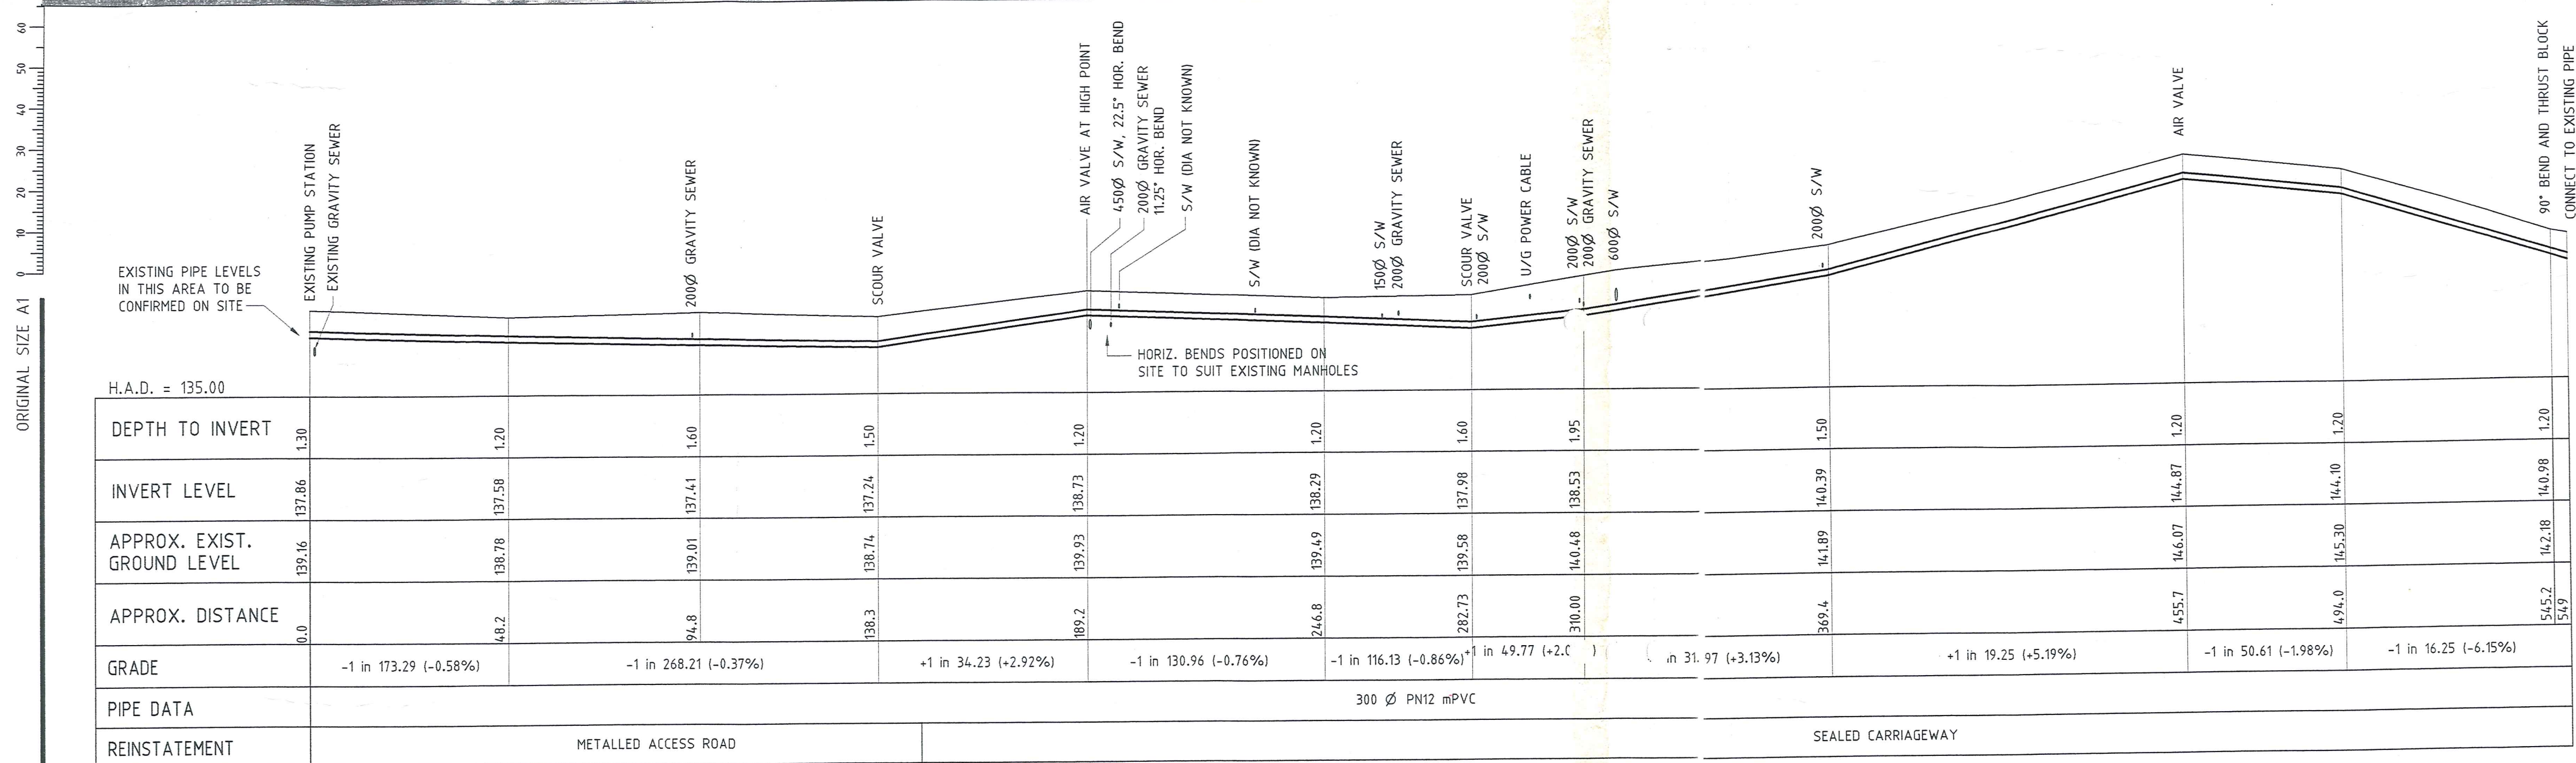 60
50
40
30
20
10
0
ORIGINAL SIZE A1
EXISTING PIPE LEVELS
IN THIS AREA TO BE
CONFIRMED ON SITE
EXISTING PUMP STATION
EXISTING GRAVITY SEWER
200Ø GRAVITY SEWER
SCOUR VALVE
AIR VALVE AT HIGH POINT
450Ø S/W, 22.5° HOR. BEND
200Ø GRAVITY SEWER
11.25° HOR. BEND
S/W (DIA NOT KNOWN)
HORIZ. BENDS POSITIONED ON
SITE TO SUIT EXISTING MANHOLES
S/W (DIA NOT KNOWN)
150Ø S/W
200Ø GRAVITY SEWER
SCOUR VALVE
200Ø S/W
U/G POWER CABLE
200Ø S/W
200Ø GRAVITY SEWER
600Ø S/W
200Ø S/W
AIR VALVE
90° BEND AND THRUST BLOCK
CONNECT TO EXISTING PIPE
H.A.D. = 135.00
DEPTH TO INVERT 1.30 1.20 1.60 1.50 1.20 1.20 1.60 1.95 1.50 1.20 1.20 1.20
INVERT LEVEL 137.86 137.58 137.41 137.24 138.73 138.29 137.98 138.53 140.39 144.87 144.10 140.98
APPROX. EXIST.
GROUND LEVEL 139.16 138.78 139.01 138.74 139.93 139.49 139.58 140.48 141.89 146.07 145.30 142.18
APPROX. DISTANCE 0.0 48.2 94.8 138.3 189.2 246.8 282.73 310.00 369.4 455.7 494.0 545.2 549
GRADE -1 in 173.29 (-0.58%) -1 in 268.21 (-0.37%) +1 in 34.23 (+2.92%) -1 in 130.96 (-0.76%) -1 in 116.13 (-0.86%) +1 in 49.77 (+2.0 ) in 31.97 (+3.13%) +1 in 19.25 (+5.19%) -1 in 50.61 (-1.98%) -1 in 16.25 (-6.15%)
PIPE DATA 300 Ø PN12 mPVC
REINSTATEMENT METALLED ACCESS ROAD SEALED CARRIAGEWAY